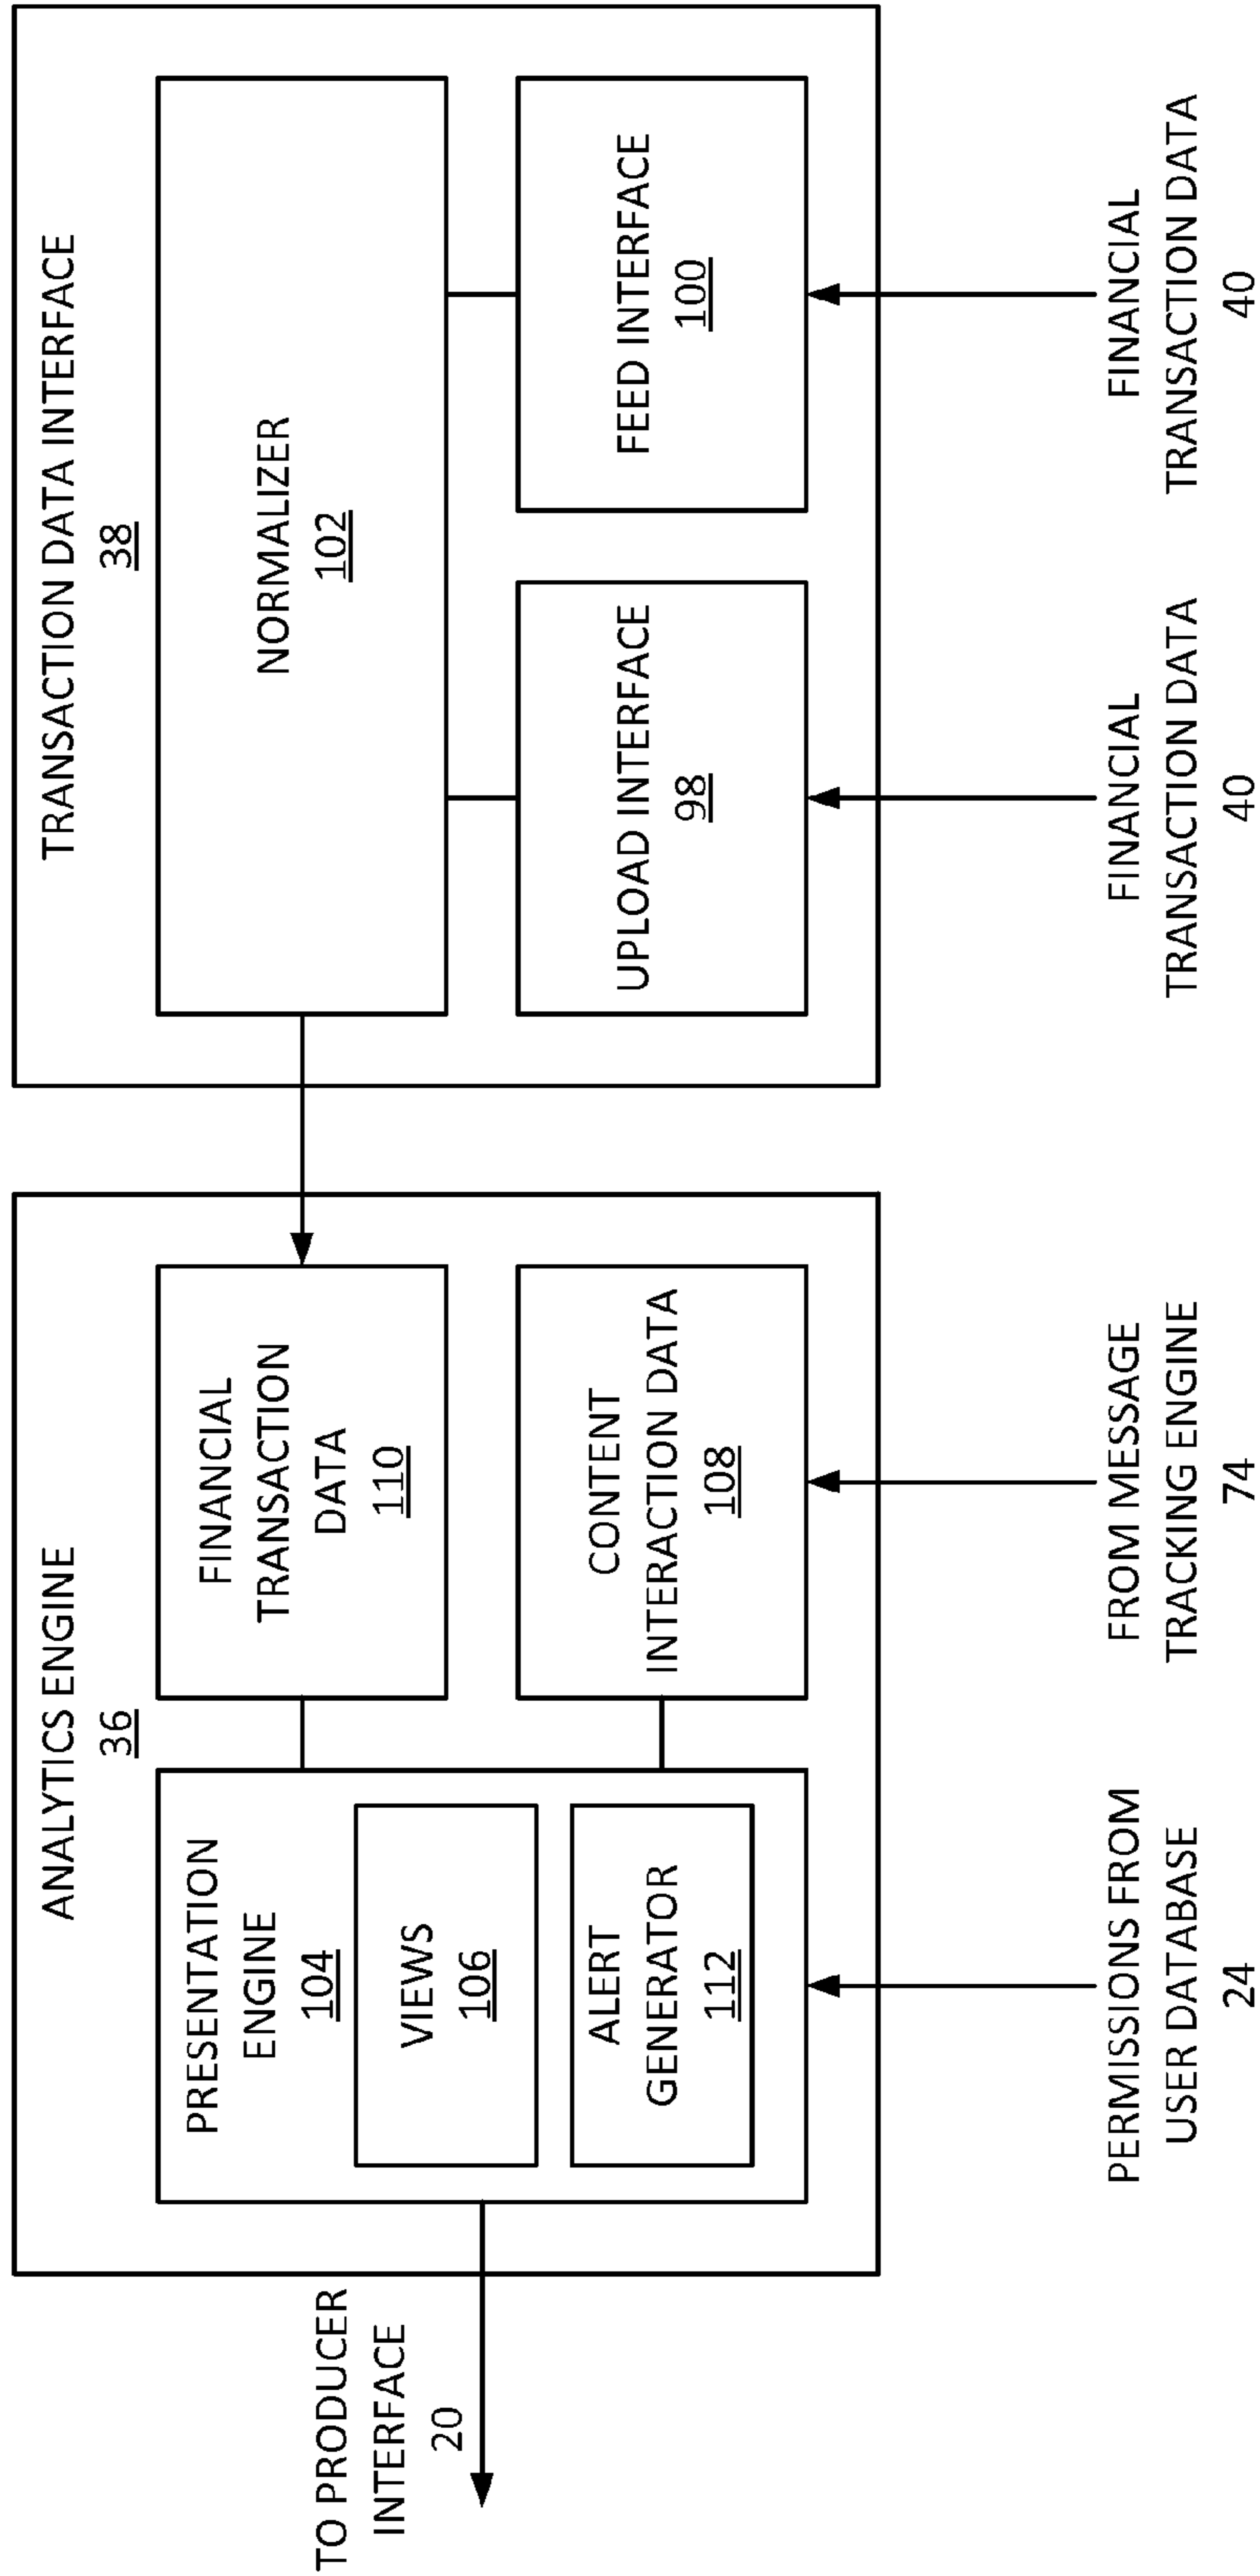 ANALYTICS ENGINE
36
PRESENTATION
ENGINE
104
VIEWS
106
ALERT
GENERATOR
112
FINANCIAL
TRANSACTION
DATA
110
CONTENT
INTERACTION DATA
108
TO PRODUCER
INTERFACE
20
PERMISSIONS FROM
USER DATABASE
24
FROM MESSAGE
TRACKING ENGINE
74
TRANSACTION DATA INTERFACE
38
NORMALIZER
102
UPLOAD INTERFACE
98
FEED INTERFACE
100
FINANCIAL
TRANSACTION DATA
40
FINANCIAL
TRANSACTION DATA
40